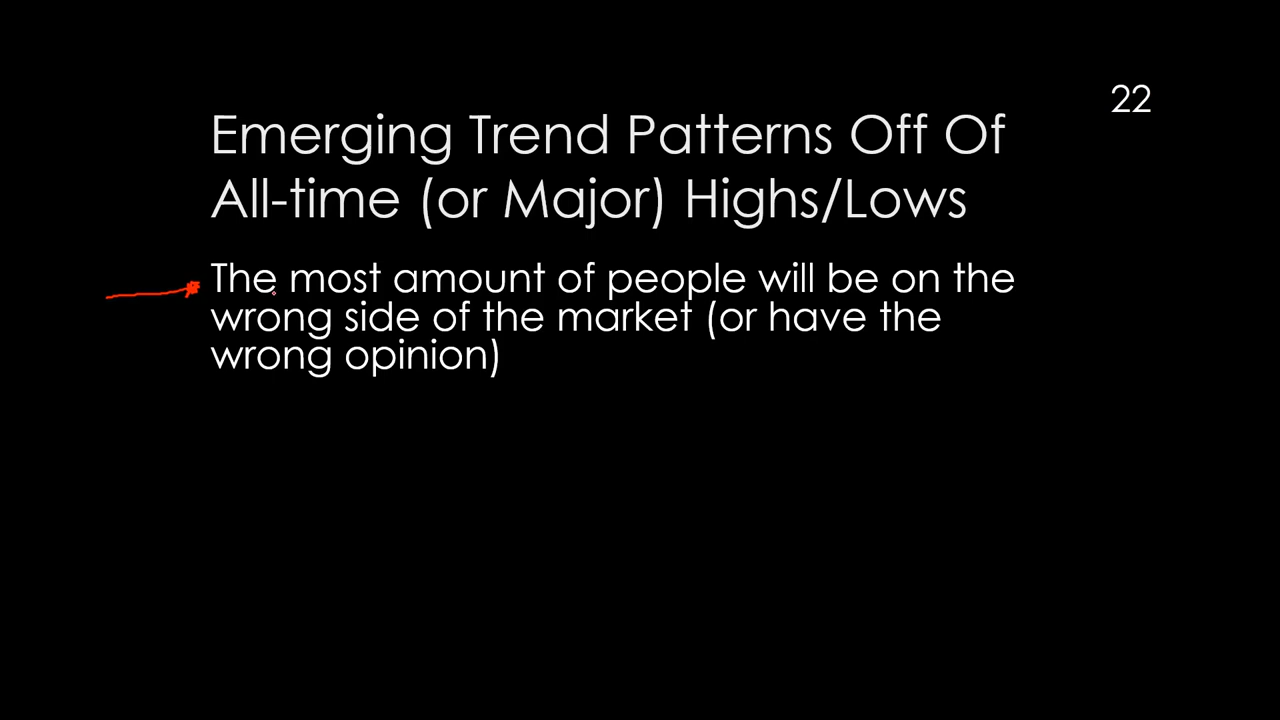 22
Emerging Trend Patterns Off Of
All-time (or Major) Highs/Lows
The most amount of people will be on the
wrong side of the market (or have the
wrong opinion)